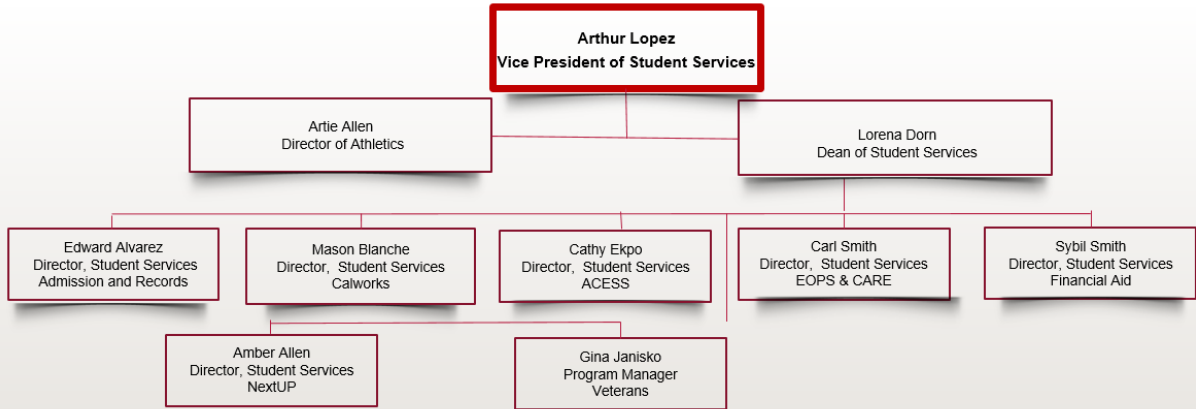 Arthur Lopez
Vice President of Student Services
Artie Allen
Director of Athletics
Lorena Dorn
Dean of Student Services
Edward Alvarez
Director, Student Services
Admission and Records
Mason Blanche
Director, Student Services
Calworks
Cathy Ekpo
Director, Student Services
ACESS
Carl Smith
Director, Student Services
EOPS & CARE
Sybil Smith
Director, Student Services
Financial Aid
Amber Allen
Director, Student Services
NextUP
Gina Janisko
Program Manager
Veterans